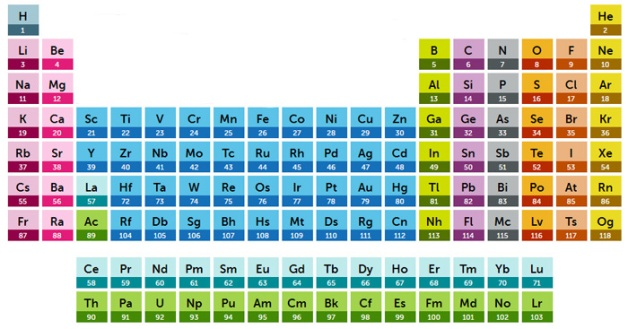 H He
1 2
Li Be B C N O F Ne
3 4 5 6 7 8 9 10
Na Mg Al Si P S Cl Ar
11 12 13 14 15 16 17 18
K Ca Sc Ti V Cr Mn Fe Co Ni Cu Zn Ga Ge As Se Br Kr
19 20 21 22 23 24 25 26 27 28 29 30 31 32 33 34 35 36
Rb Sr Y Zr Nb Mo Tc Ru Rh Pd Ag Cd In Sn Sb Te I Xe
37 38 39 40 41 42 43 44 45 46 47 48 49 50 51 52 53 54
Cs Ba La Hf Ta W Re Os Ir Pt Au Hg Tl Pb Bi Po At Rn
55 56 57 72 73 74 75 76 77 78 79 80 81 82 83 84 85 86
Fr Ra Ac Rf Db Sg Bh Hs Mt Ds Rg Cn Nh Fl Mc Lv Ts Og
87 88 89 104 105 106 107 108 109 110 111 112 113 114 115 116 117 118
Ce Pr Nd Pm Sm Eu Gd Tb Dy Ho Er Tm Yb Lu
58 59 60 61 62 63 64 65 66 67 68 69 70 71
Th Pa U Np Pu Am Cm Bk Cf Es Fm Md No Lr
90 91 92 93 94 95 96 97 98 99 100 101 102 103